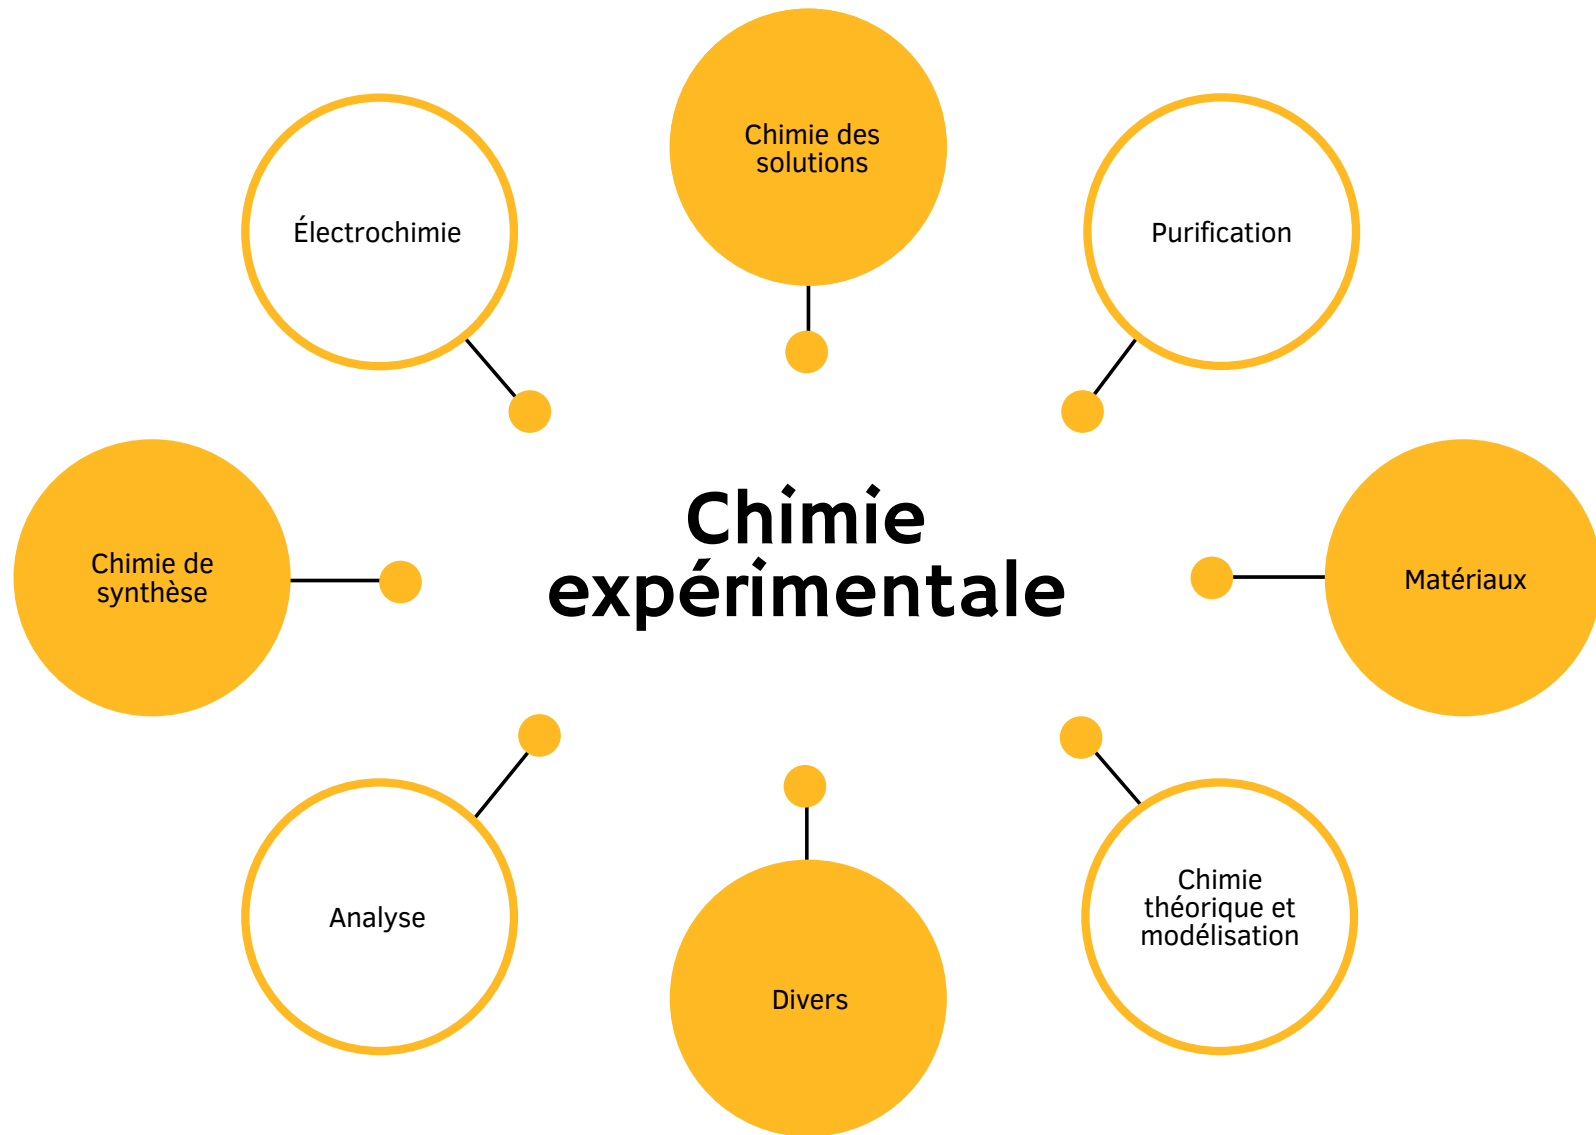 Chimie des
solutions
Électrochimie
Purification
Chimie
expérimentale
Chimie de
synthèse
Matériaux
Analyse
Chimie
théorique et
modélisation
Divers